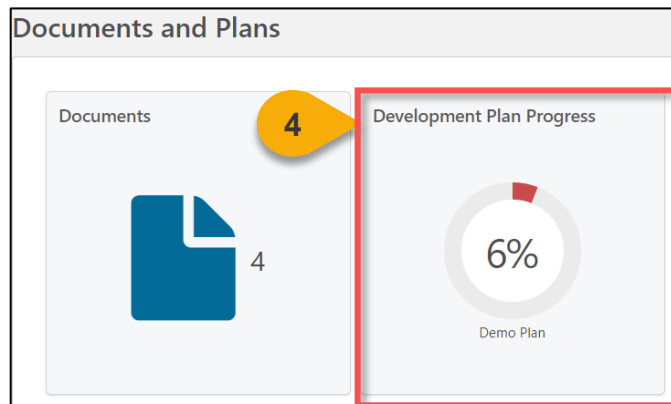 Documents and Plans
Documents
4
Development Plan Progress
4
6%
Demo Plan